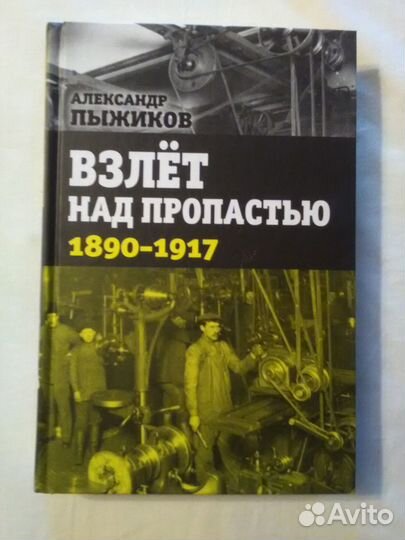 АЛЕКСАНДР
ПЫЖИКОВ
ВЗЛЁТ
НАД ПРОПАСТЬЮ
1890-1917
Avito